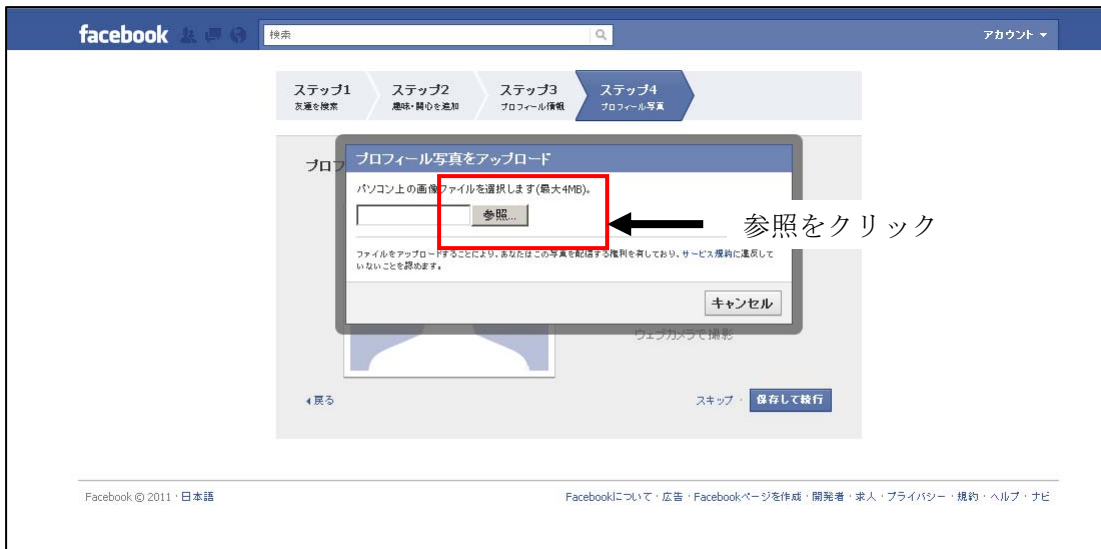 facebook
検索
アカウント
ステップ1
友達を検索
ステップ2
趣味・関心を追加
ステップ3
プロフィール情報
ステップ4
プロフィール写真
プロフ
プロフィール写真をアップロード
パソコン上の画像ファイルを選択します(最大4MB)。
参照...
参照をクリック
ファイルをアップロードすることにより、あなたはこの写真を配信する権利を有しており、サービス規約に違反して
いないことを認めます。
キャンセル
ウェブカメラで撮影
戻る
スキップ · 保存して続行
Facebook © 2011 · 日本語
Facebookについて · 広告 · Facebookページを作成 · 開発者 · 求人 · プライバシー · 規約 · ヘルプ · ナビ